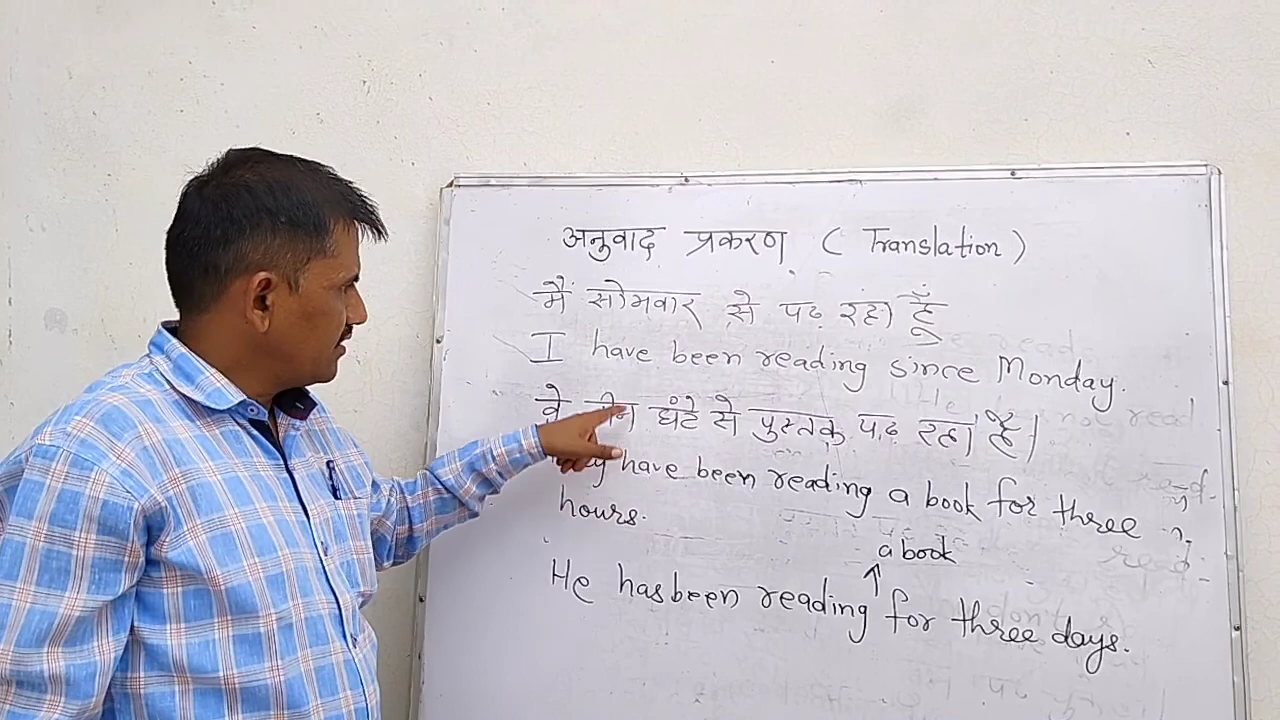 अनुवाद प्रकरण ( Translation )
मैं सोमवार से पढ़ रहा हूँ
I have been reading since Monday.
वे तीन घंटे से पुस्तक पढ़ रहा है।
have been reading a book for three
hours.
a book
He hasbeen reading for three days.